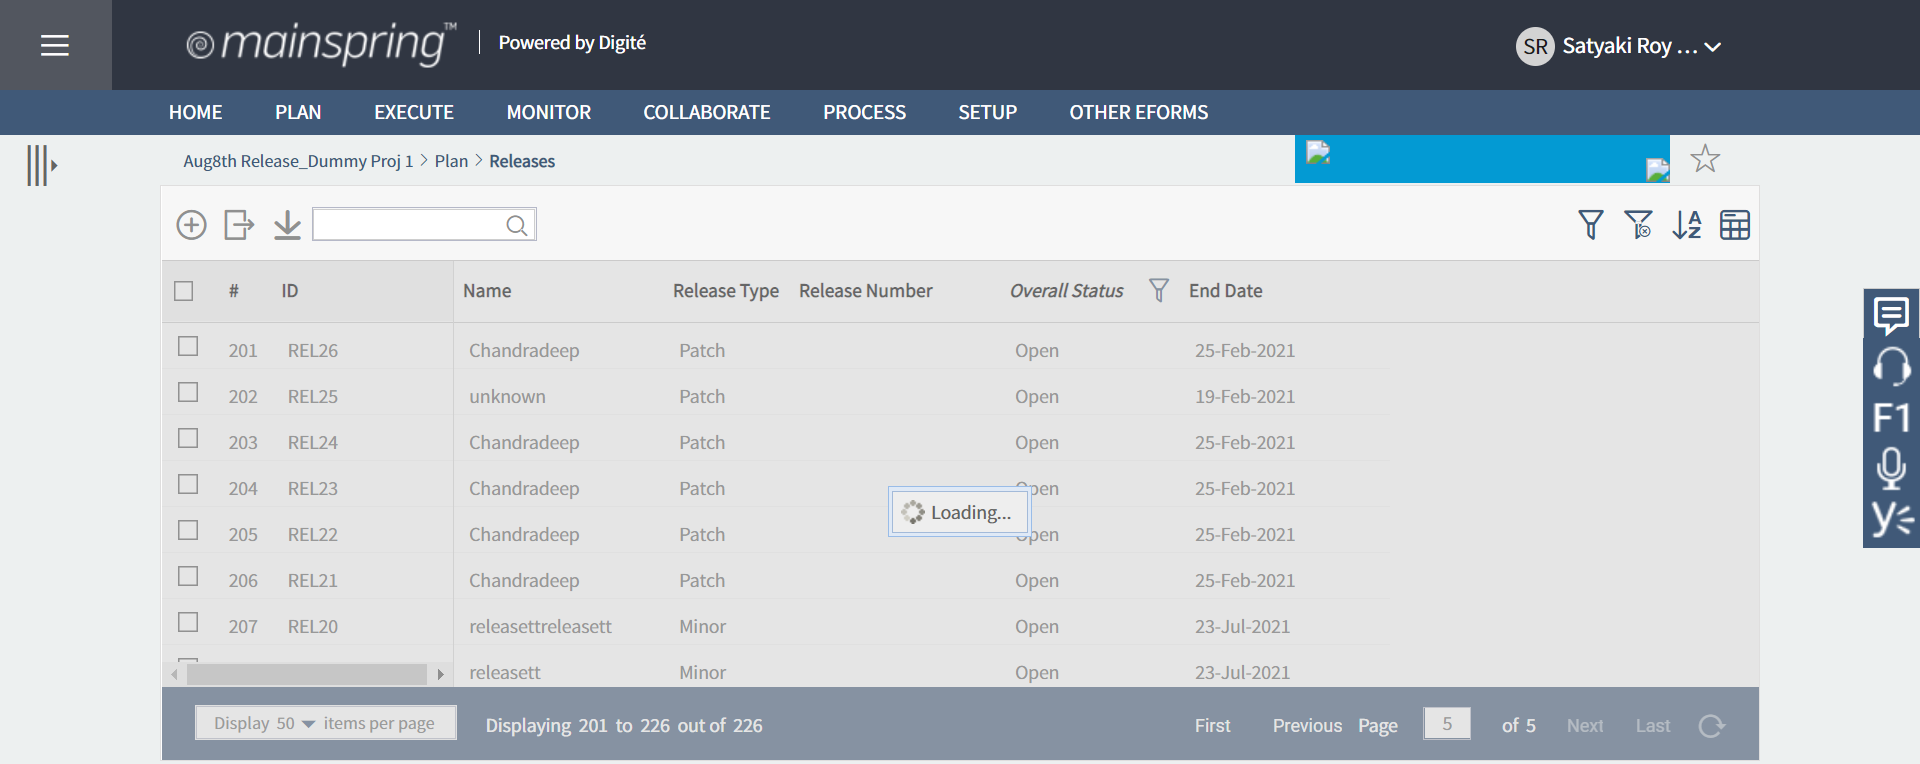 mainspring™ Powered by Digité
SR Satyaki Roy ...
HOME PLAN EXECUTE MONITOR COLLABORATE PROCESS SETUP OTHER EFORMS
Aug8th Release_Dummy Proj 1 > Plan > Releases
A
Z
# ID Name Release Type Release Number Overall Status End Date
201 REL26 Chandradeep Patch Open 25-Feb-2021
202 REL25 unknown Patch Open 19-Feb-2021
203 REL24 Chandradeep Patch Open 25-Feb-2021
204 REL23 Chandradeep Patch Open 25-Feb-2021
Loading...
205 REL22 Chandradeep Patch Open 25-Feb-2021
206 REL21 Chandradeep Patch Open 25-Feb-2021
207 REL20 releasettreleasett Minor Open 23-Jul-2021
releasett Minor Open 23-Jul-2021
Display 50 items per page Displaying 201 to 226 out of 226 First Previous Page 5 of 5 Next Last
F1